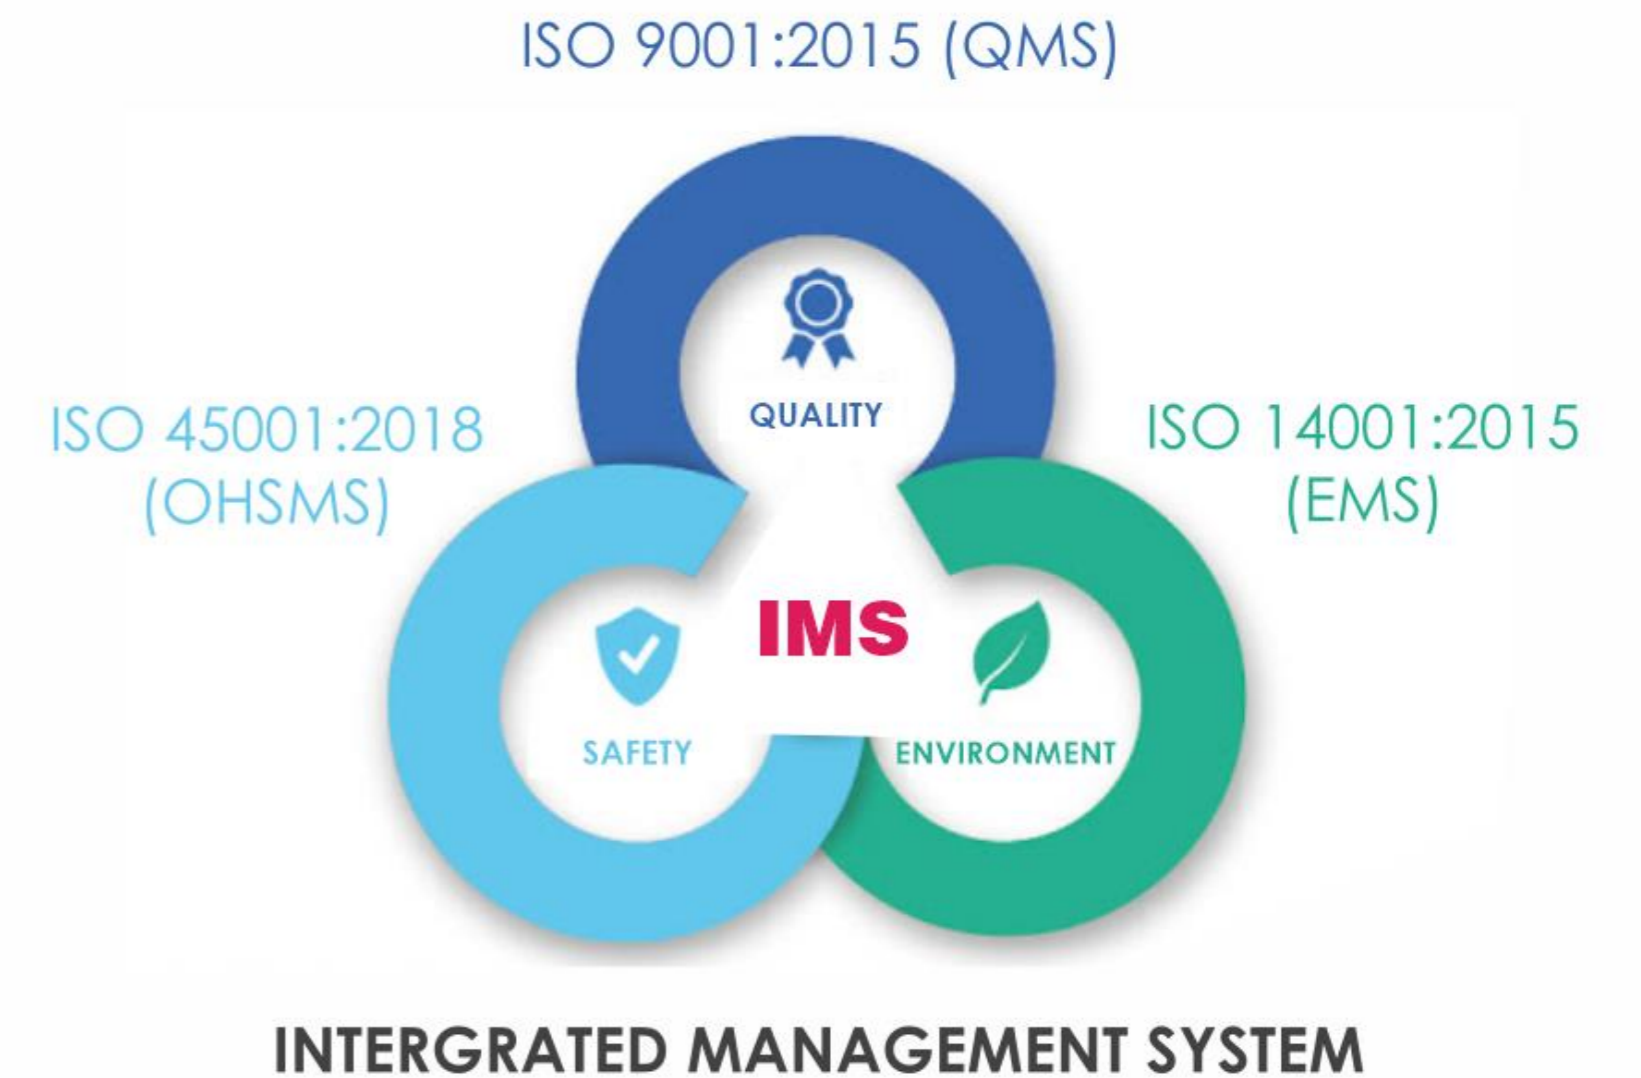 ISO 9001:2015 (QMS)
QUALITY
ISO 45001:2018
(OHSMS)
ISO 14001:2015
(EMS)
IMS
SAFETY
ENVIRONMENT
INTERGRATED MANAGEMENT SYSTEM